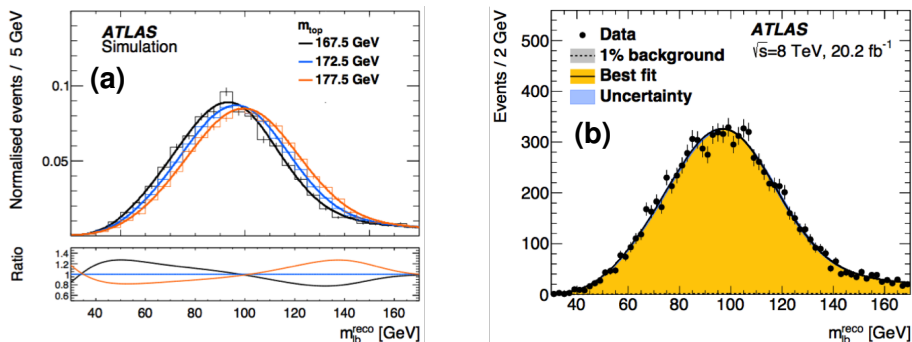 ATLAS
Simulation
(a)
m_top
167.5 GeV
172.5 GeV
177.5 GeV
Normalised events / 5 GeV
0.1
0.05
Ratio
1.4
1.2
1
0.8
0.6
40 60 80 100 120 140 160
m_lb^reco [GeV]
ATLAS
√s=8 TeV, 20.2 fb⁻¹
Data
1% background
Best fit
Uncertainty
(b)
Events / 2 GeV
500
400
300
200
100
0
40 60 80 100 120 140 160
m_lb^reco [GeV]